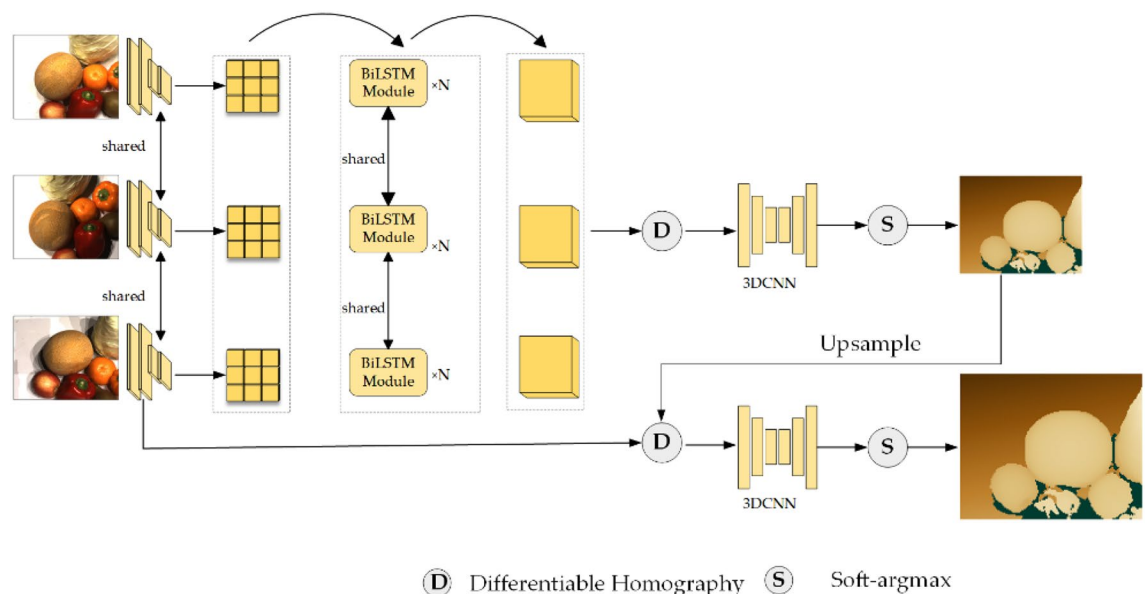 BiLSTM
Module
×N
shared
shared
BiLSTM
Module
×N
D
S
3DCNN
shared
shared
BiLSTM
Module
×N
Upsample
D
S
3DCNN
D Differentiable Homography S Soft-argmax